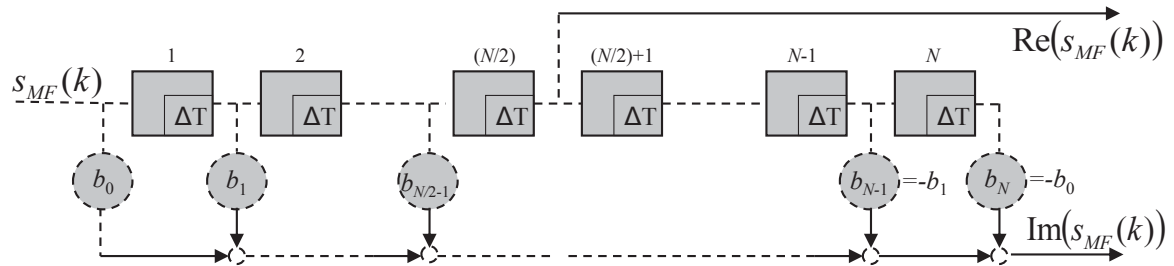 Re(s_MF(k))
1 2 (N/2) (N/2)+1 N-1 N
s_MF(k)
ΔT ΔT ΔT ΔT ΔT ΔT
b_0 b_1 b_N/2-1 b_N-1 =-b_1 b_N =-b_0
Im(s_MF(k))